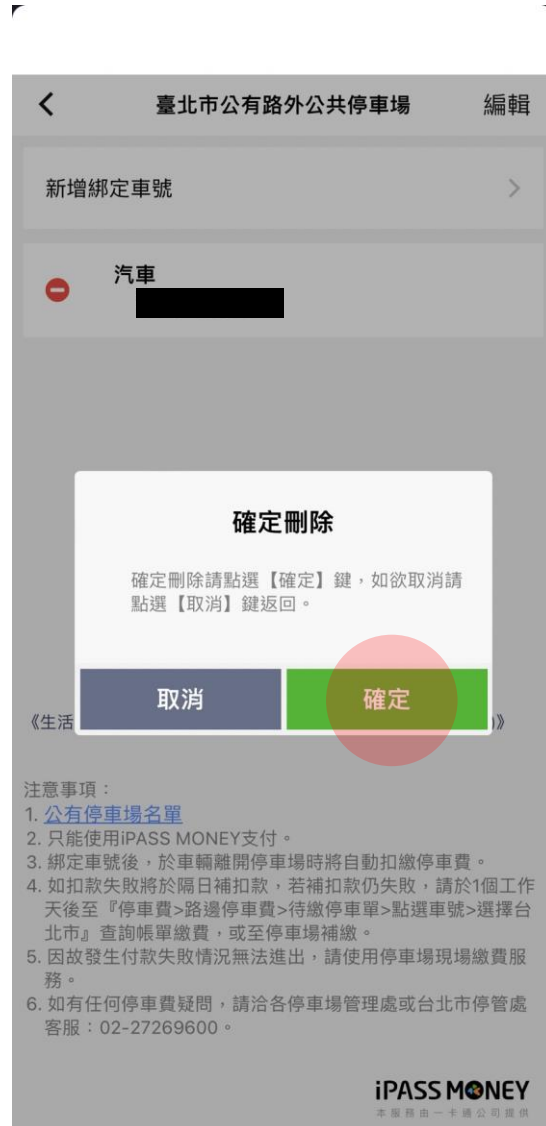 臺北市公有路外公共停車場
編輯
新增綁定車號
汽車
確定刪除
確定刪除請點選【確定】鍵，如欲取消請
點選【取消】鍵返回。
取消
確定
《生活
)》
注意事項：
1. 公有停車場名單
2. 只能使用iPASS MONEY支付。
3. 綁定車號後，於車輛離開停車場時將自動扣繳停車費。
4. 如扣款失敗將於隔日補扣款，若補扣款仍失敗，請於1個工作
天後至『停車費>路邊停車費>待繳停車單>點選車號>選擇台
北市』查詢帳單繳費，或至停車場補繳。
5. 因故發生付款失敗情況無法進出，請使用停車場現場繳費服
務。
6. 如有任何停車費疑問，請洽各停車場管理處或台北市停管處
客服：02-27269600。
iPASS MONEY
本服務由一卡通公司提供